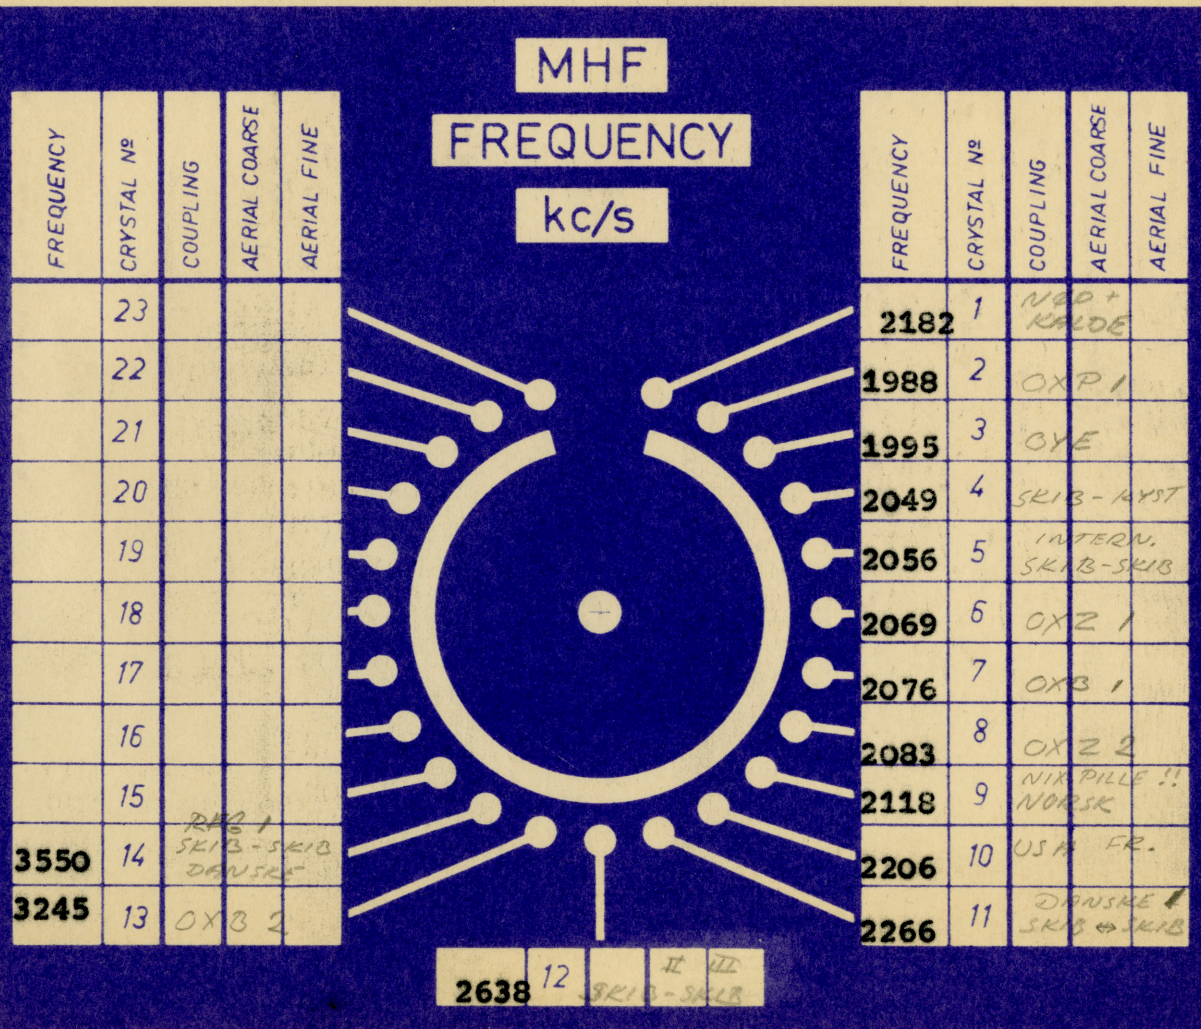 MHF
FREQUENCY
kc/s
FREQUENCY CRYSTAL Nº COUPLING AERIAL COARSE AERIAL FINE
23
22
21
20
19
18
17
16
15
3550 14 1 SKIB-SKIB DANSKE
3245 13 OXB 2
FREQUENCY CRYSTAL Nº COUPLING AERIAL COARSE AERIAL FINE
2182 1 NØD + KALDE
1988 2 OXP 1
1995 3 OYE
2049 4 SKIB-KYST
2056 5 INTERN. SKIB-SKIB
2069 6 OXZ 1
2076 7 OXB 1
2083 8 OXZ 2
2118 9 NIX PILLE !! NORSK
2206 10 USA FR.
2266 11 DANSKE 1 SKIB ↔ SKIB
2638 12 II III SKIB-SKIB